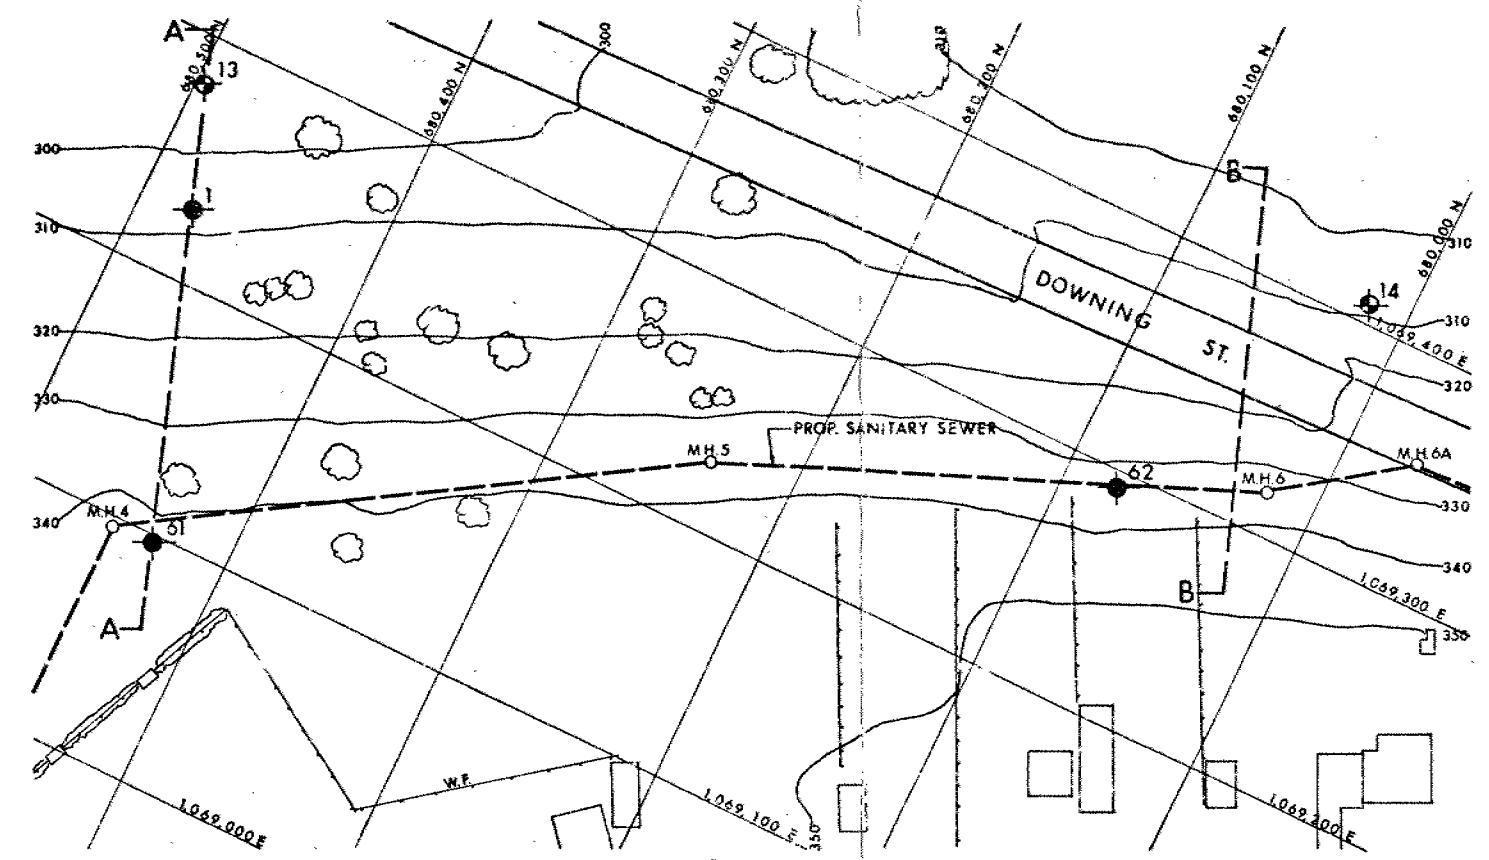 A
13
680,500 N
680,400 N
300
680,300 N
310
680,200 N
680,100 N
B
680,000 N
300
1
310
310
DOWNING
ST.
14
310
1,069,400 E
320
320
330
PROP. SANITARY SEWER
M.H.5
M.H.6A
62
M.H.6
330
340
M.H.4
61
340
1,069,300 E
B
A
350
W.F.
1,069,000 E
1,069,100 E
350
1,069,200 E